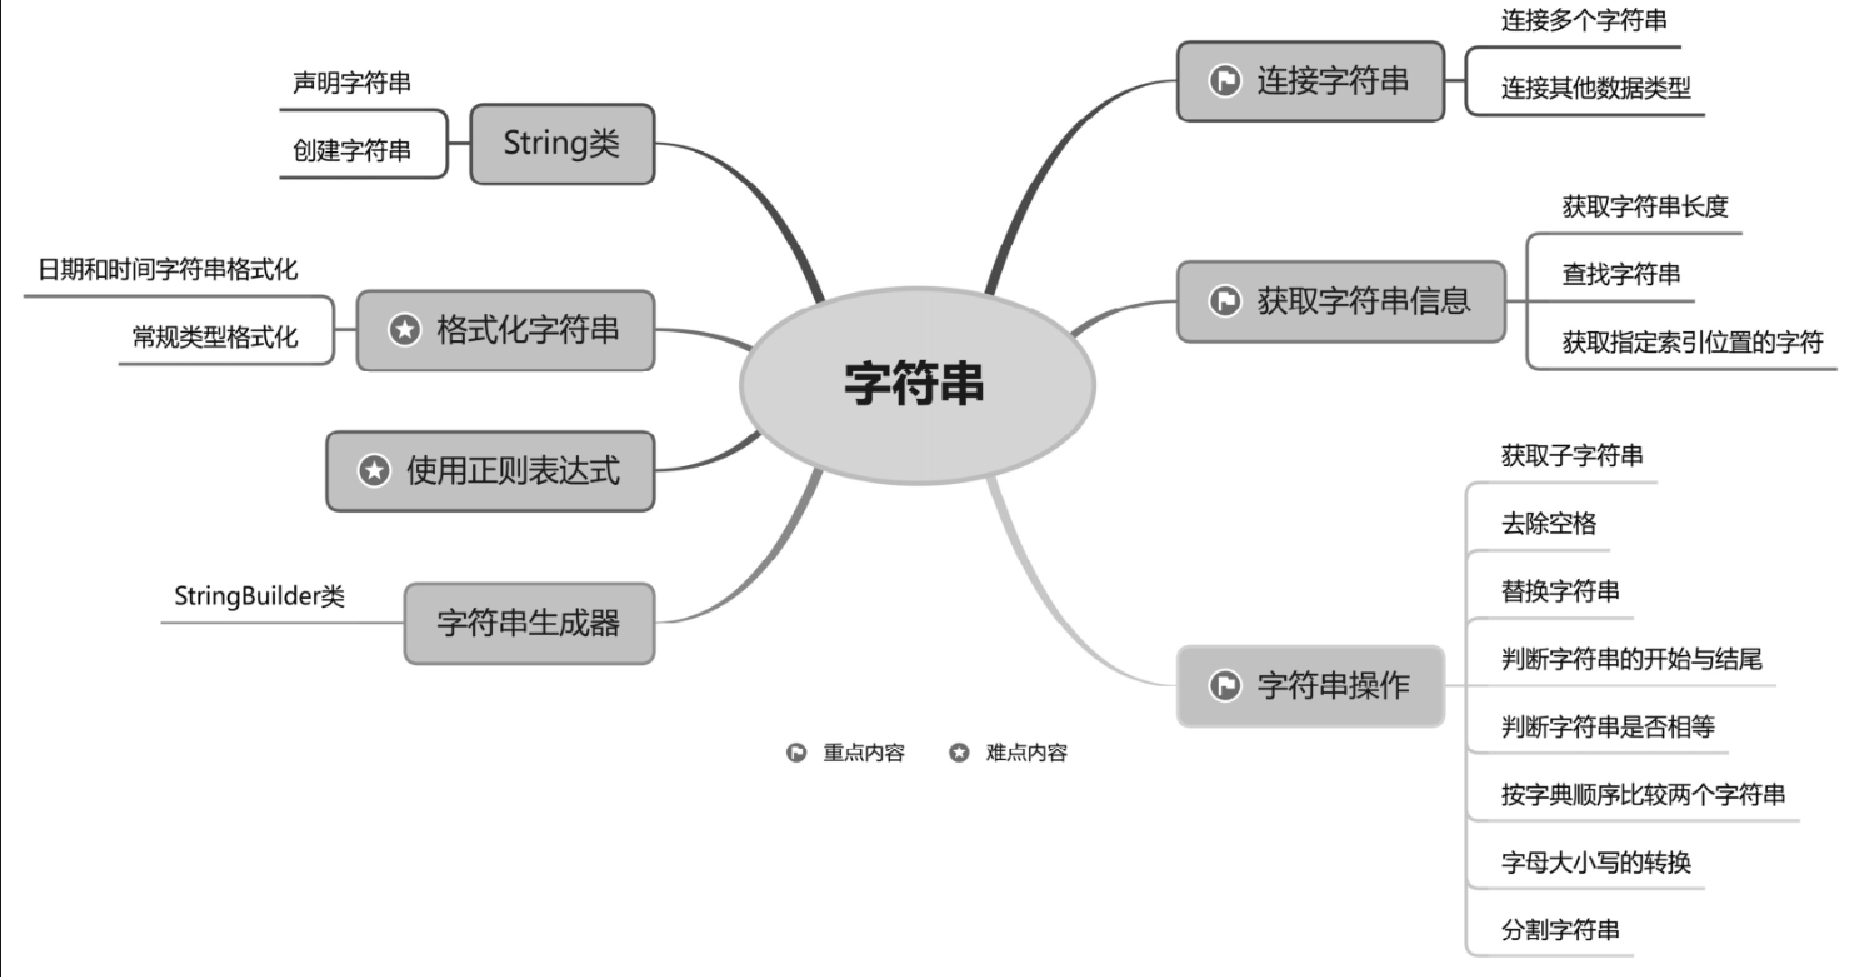 字符串
String类
声明字符串
创建字符串
格式化字符串
日期和时间字符串格式化
常规类型格式化
使用正则表达式
字符串生成器
StringBuilder类
连接字符串
连接多个字符串
连接其他数据类型
获取字符串信息
获取字符串长度
查找字符串
获取指定索引位置的字符
字符串操作
获取子字符串
去除空格
替换字符串
判断字符串的开始与结尾
判断字符串是否相等
按字典顺序比较两个字符串
字母大小写的转换
分割字符串
重点内容
难点内容